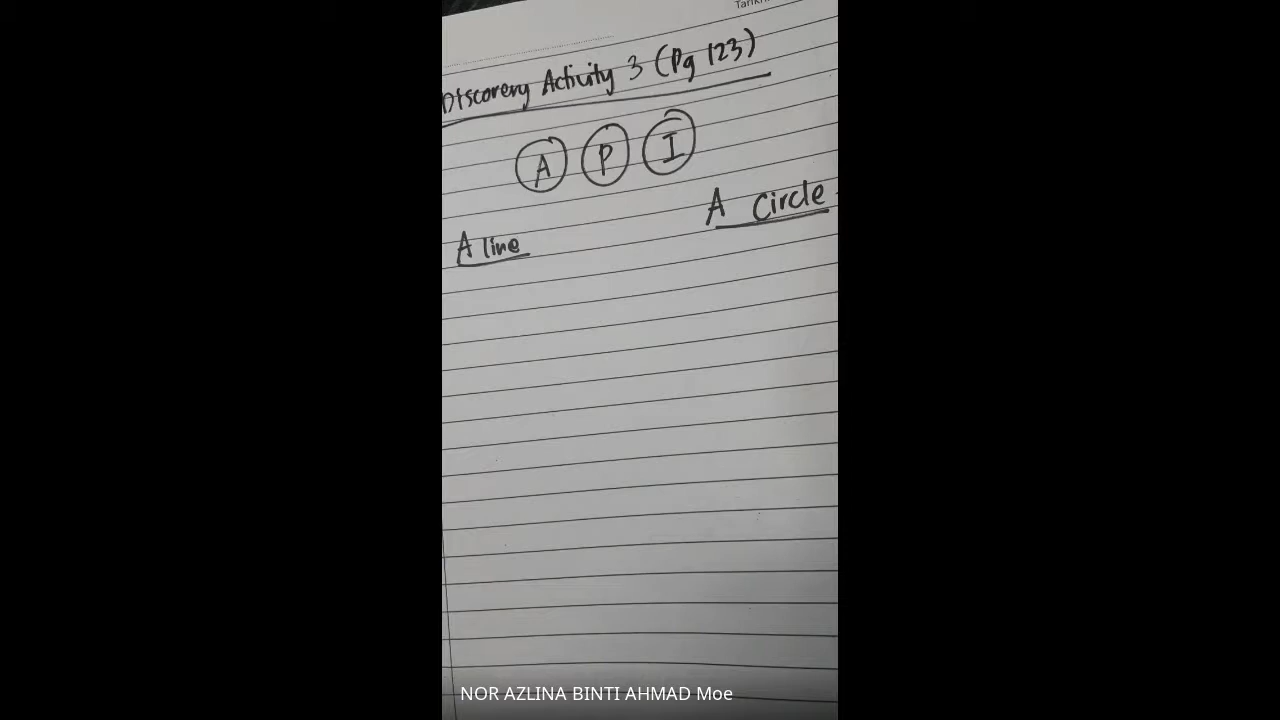 Discovery Activity 3 (Pg 123)
A P I
A Circle
A line
NOR AZLINA BINTI AHMAD Moe